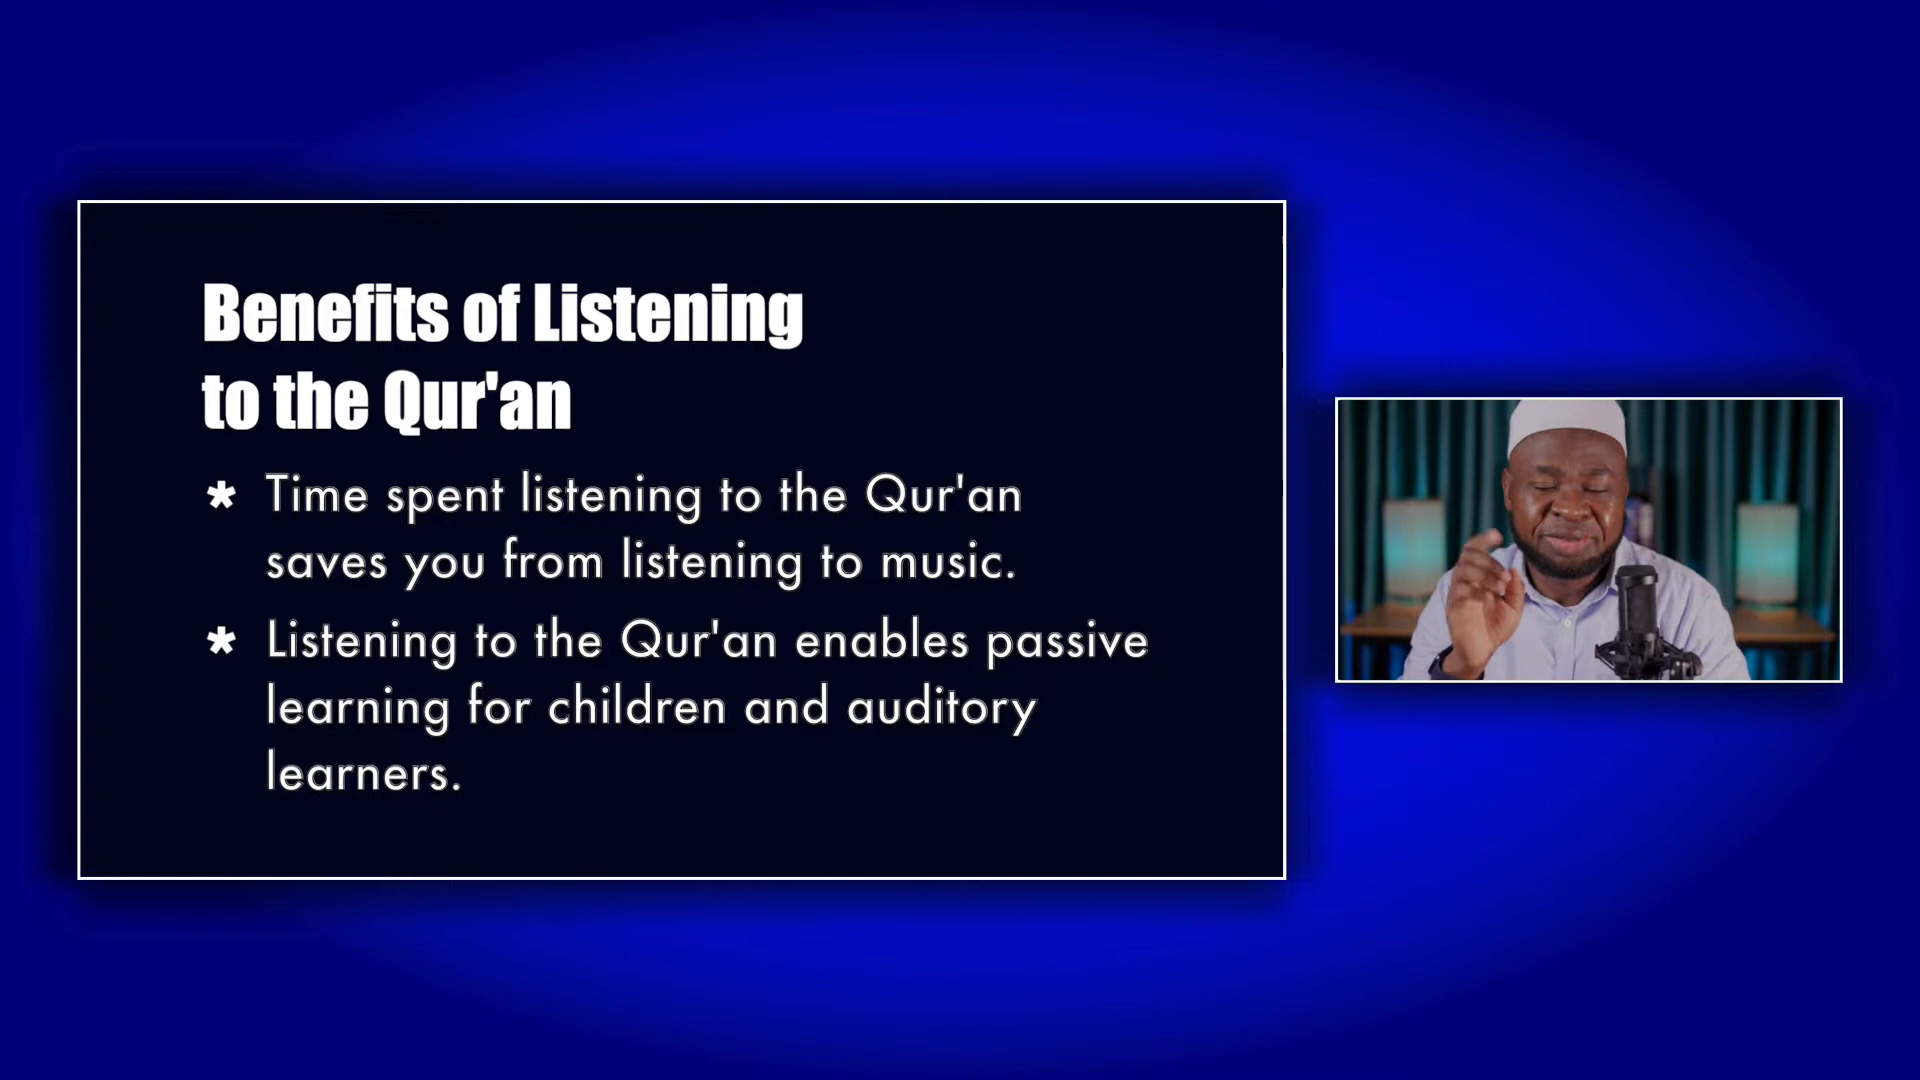 Benefits of Listening
to the Qur'an
* Time spent listening to the Qur'an
saves you from listening to music.
* Listening to the Qur'an enables passive
learning for children and auditory
learners.